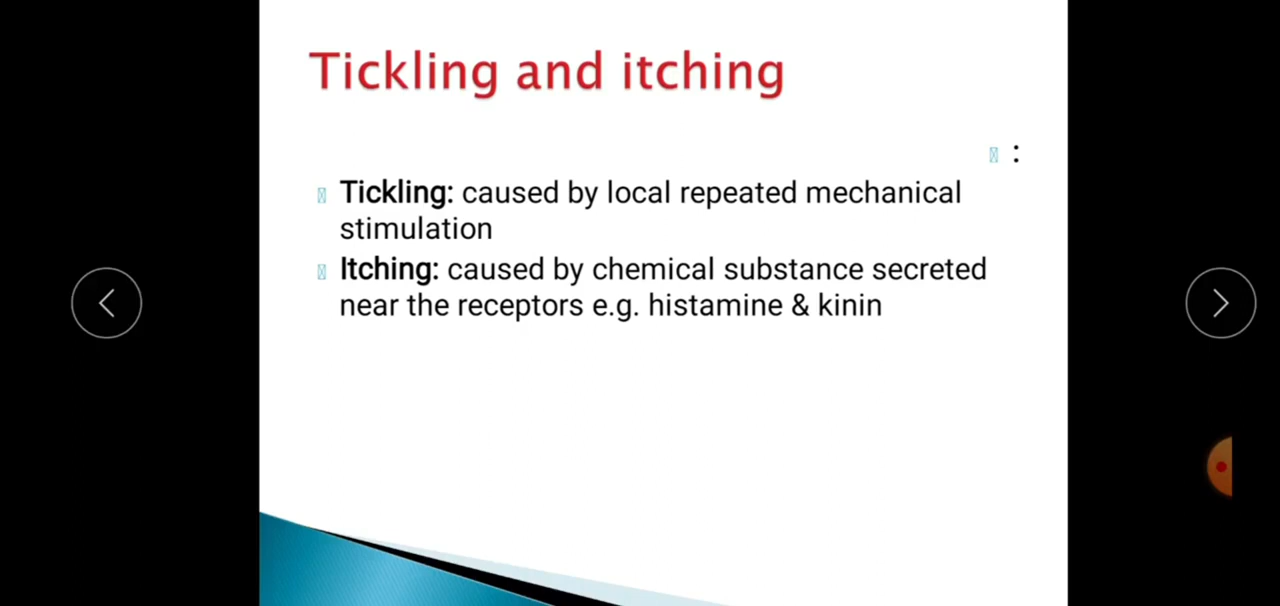 Tickling and itching
:
Tickling: caused by local repeated mechanical
stimulation
Itching: caused by chemical substance secreted
near the receptors e.g. histamine & kinin